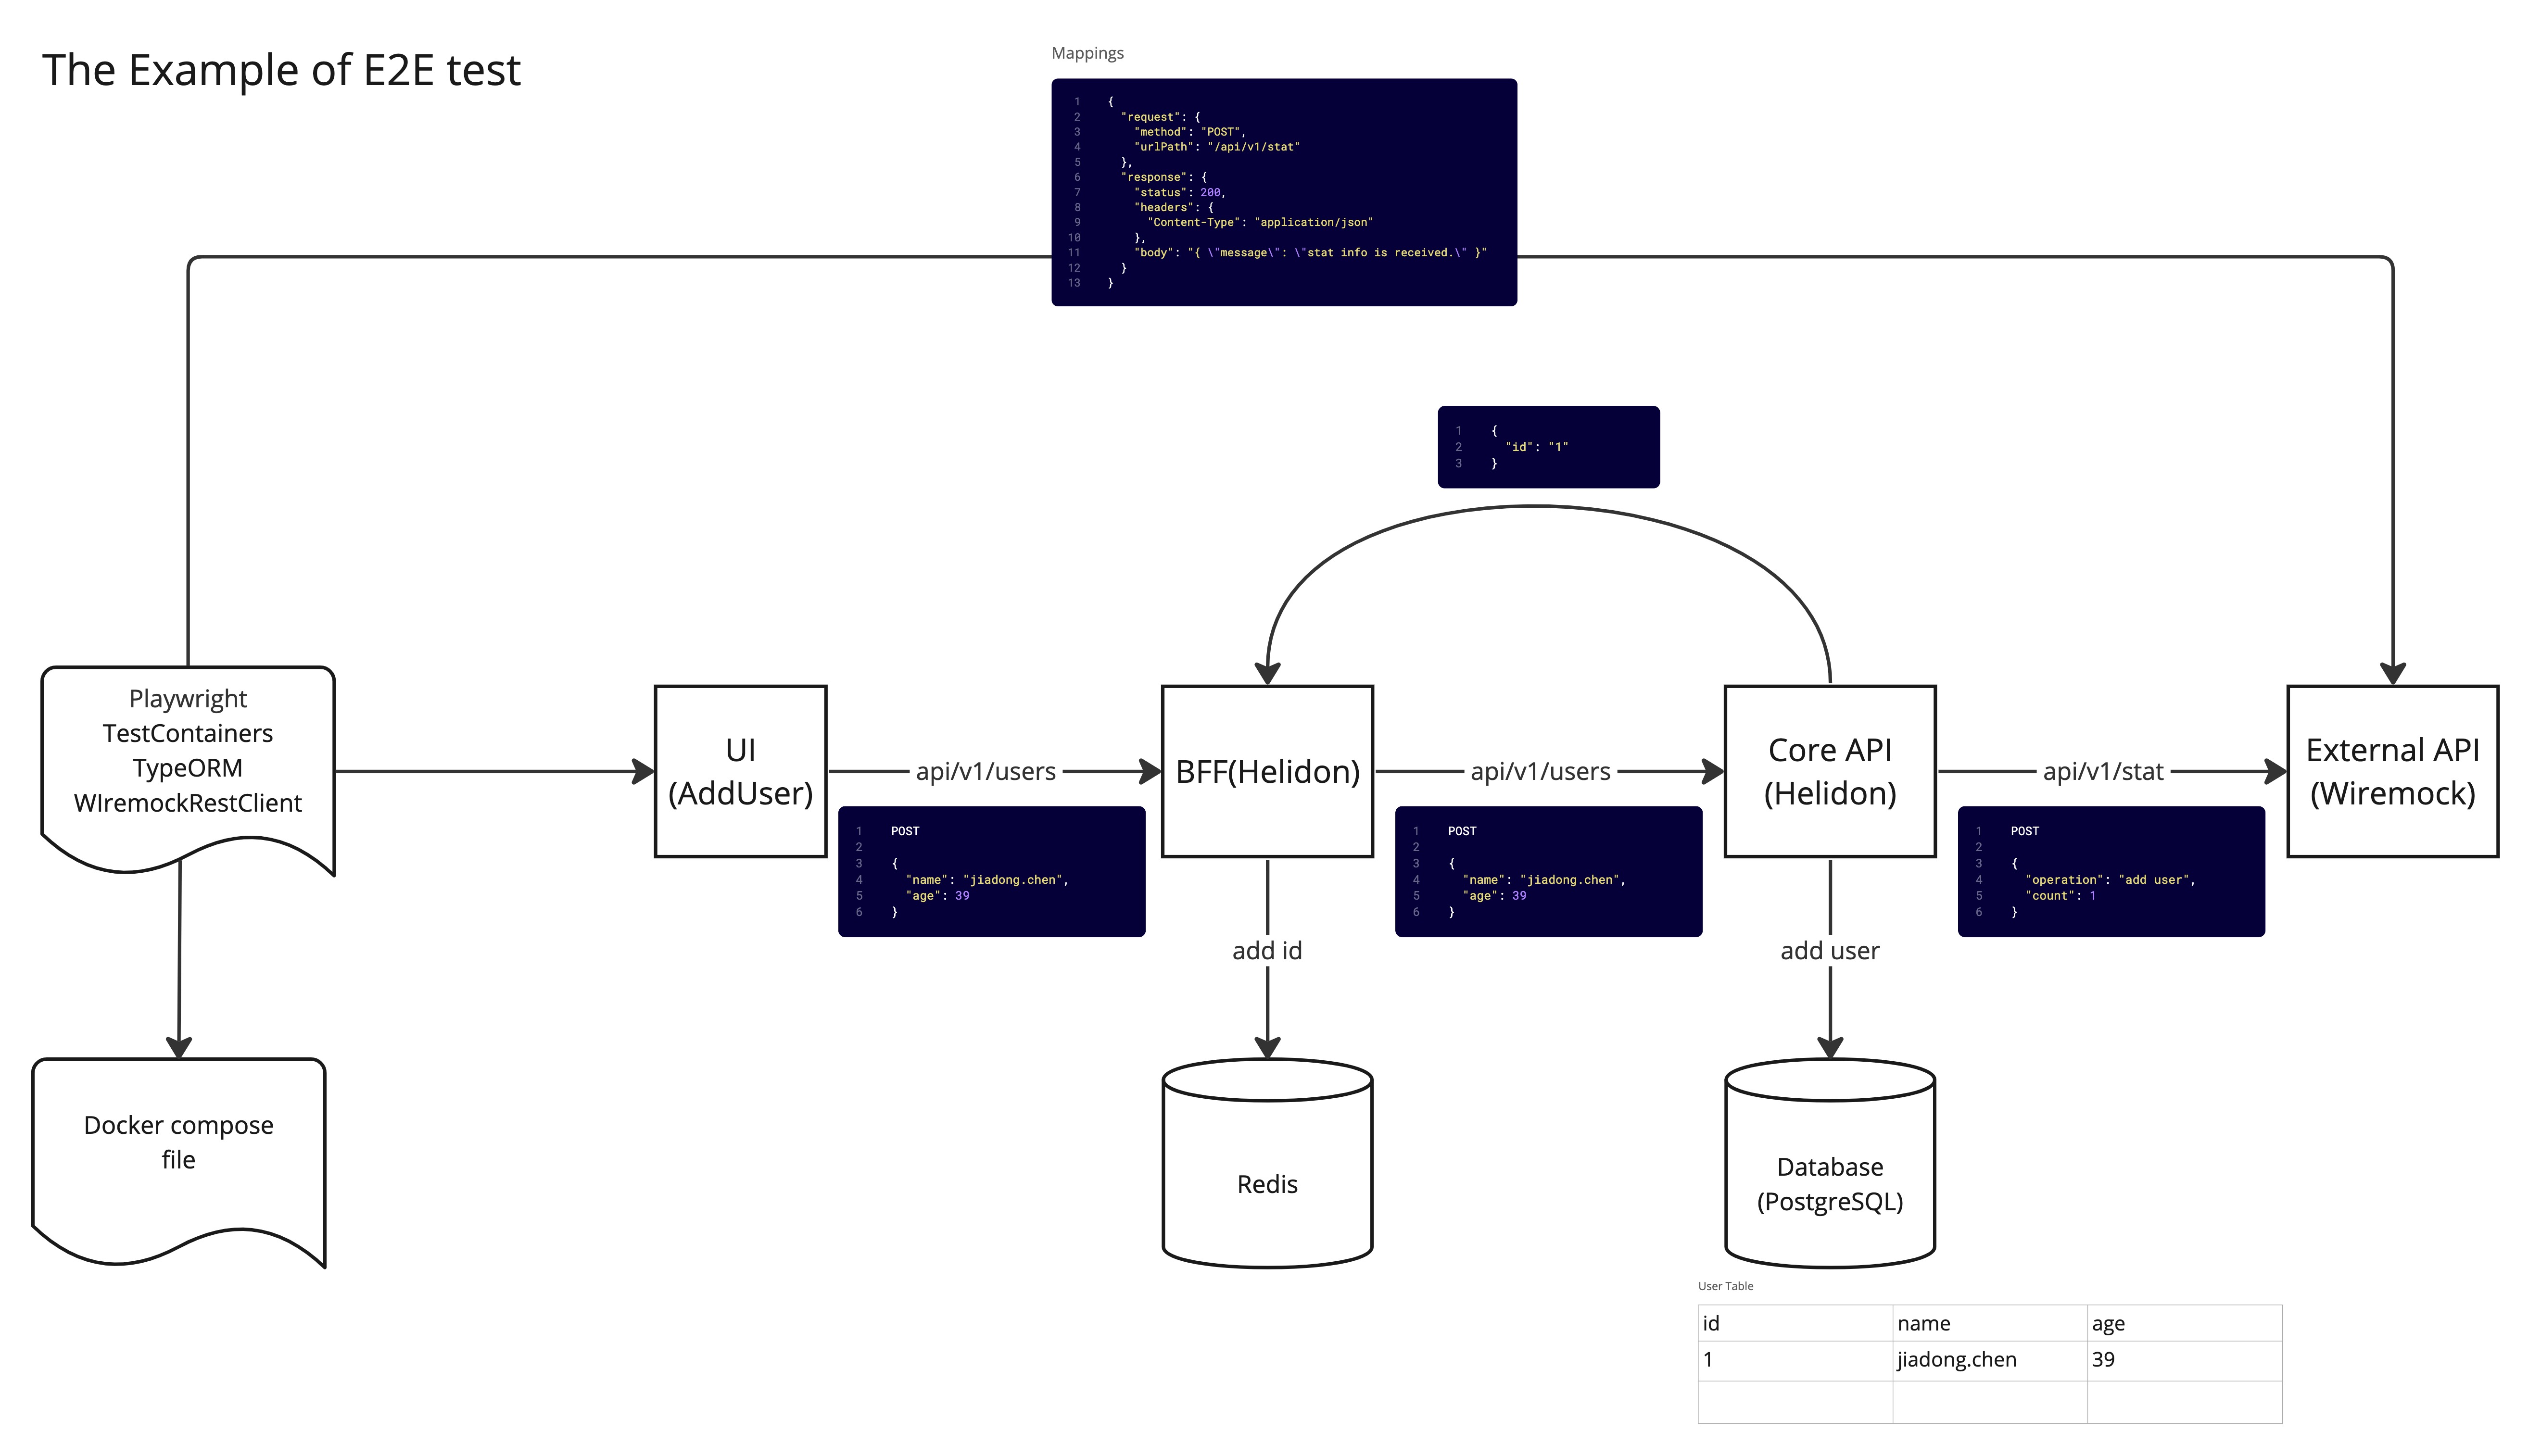 The Example of E2E test
Mappings
1 {
2 "request": {
3 "method": "POST",
4 "urlPath": "/api/v1/stat"
5 },
6 "response": {
7 "status": 200,
8 "headers": {
9 "Content-Type": "application/json"
10 },
11 "body": "{ \"message\": \"stat info is received.\" }"
12 }
13 }
1 {
2 "id": "1"
3 }
Playwright
TestContainers
TypeORM
WIremockRestClient
UI
(AddUser)
api/v1/users
1 POST
2
3 {
4 "name": "jiadong.chen",
5 "age": 39
6 }
BFF(Helidon)
api/v1/users
1 POST
2
3 {
4 "name": "jiadong.chen",
5 "age": 39
6 }
Core API
(Helidon)
api/v1/stat
1 POST
2
3 {
4 "operation": "add user",
5 "count": 1
6 }
External API
(Wiremock)
add id
add user
Docker compose
file
Redis
Database
(PostgreSQL)
User Table
id name age
1 jiadong.chen 39